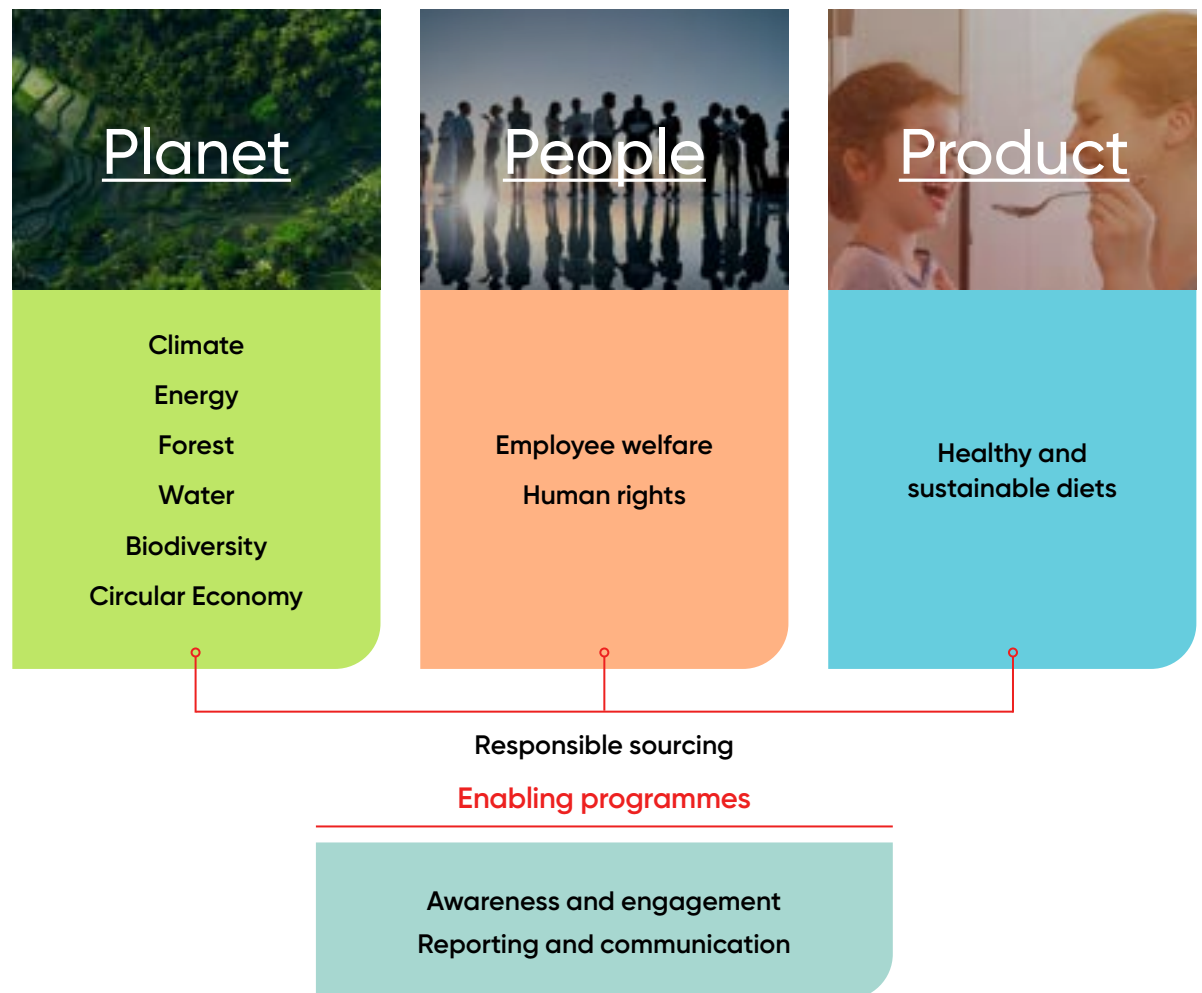 Planet
Climate
Energy
Forest
Water
Biodiversity
Circular Economy
People
Employee welfare
Human rights
Product
Healthy and
sustainable diets
Responsible sourcing
Enabling programmes
Awareness and engagement
Reporting and communication